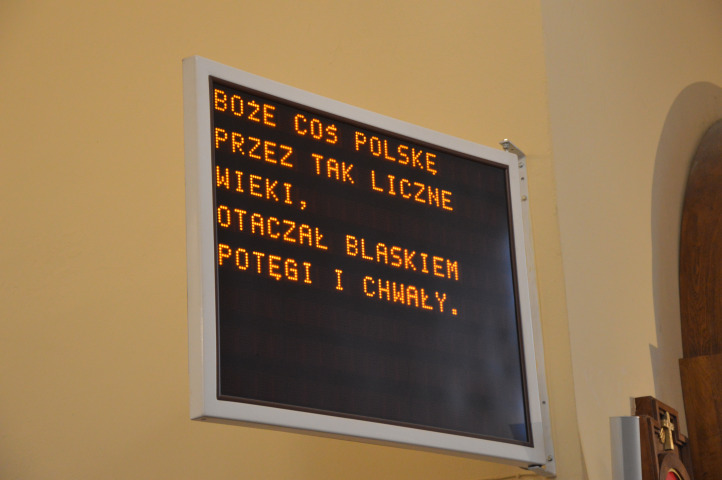 BOŻE COŚ POLSKĘ
PRZEZ TAK LICZNE
WIEKI,
OTACZAŁ BLASKIEM
POTĘGI I CHWAŁY.